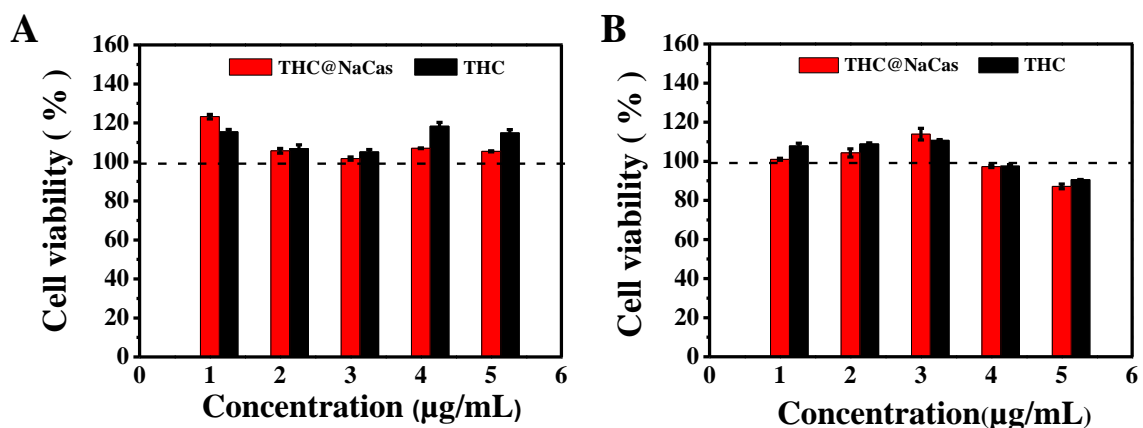 A
Cell viability ( % )
160
140
120
100
80
60
40
20
0
THC@NaCas THC
0 1 2 3 4 5 6
Concentration (μg/mL)
B
Cell viability ( % )
160
140
120
100
80
60
40
20
0
THC@NaCas THC
0 1 2 3 4 5 6
Concentration(μg/mL)